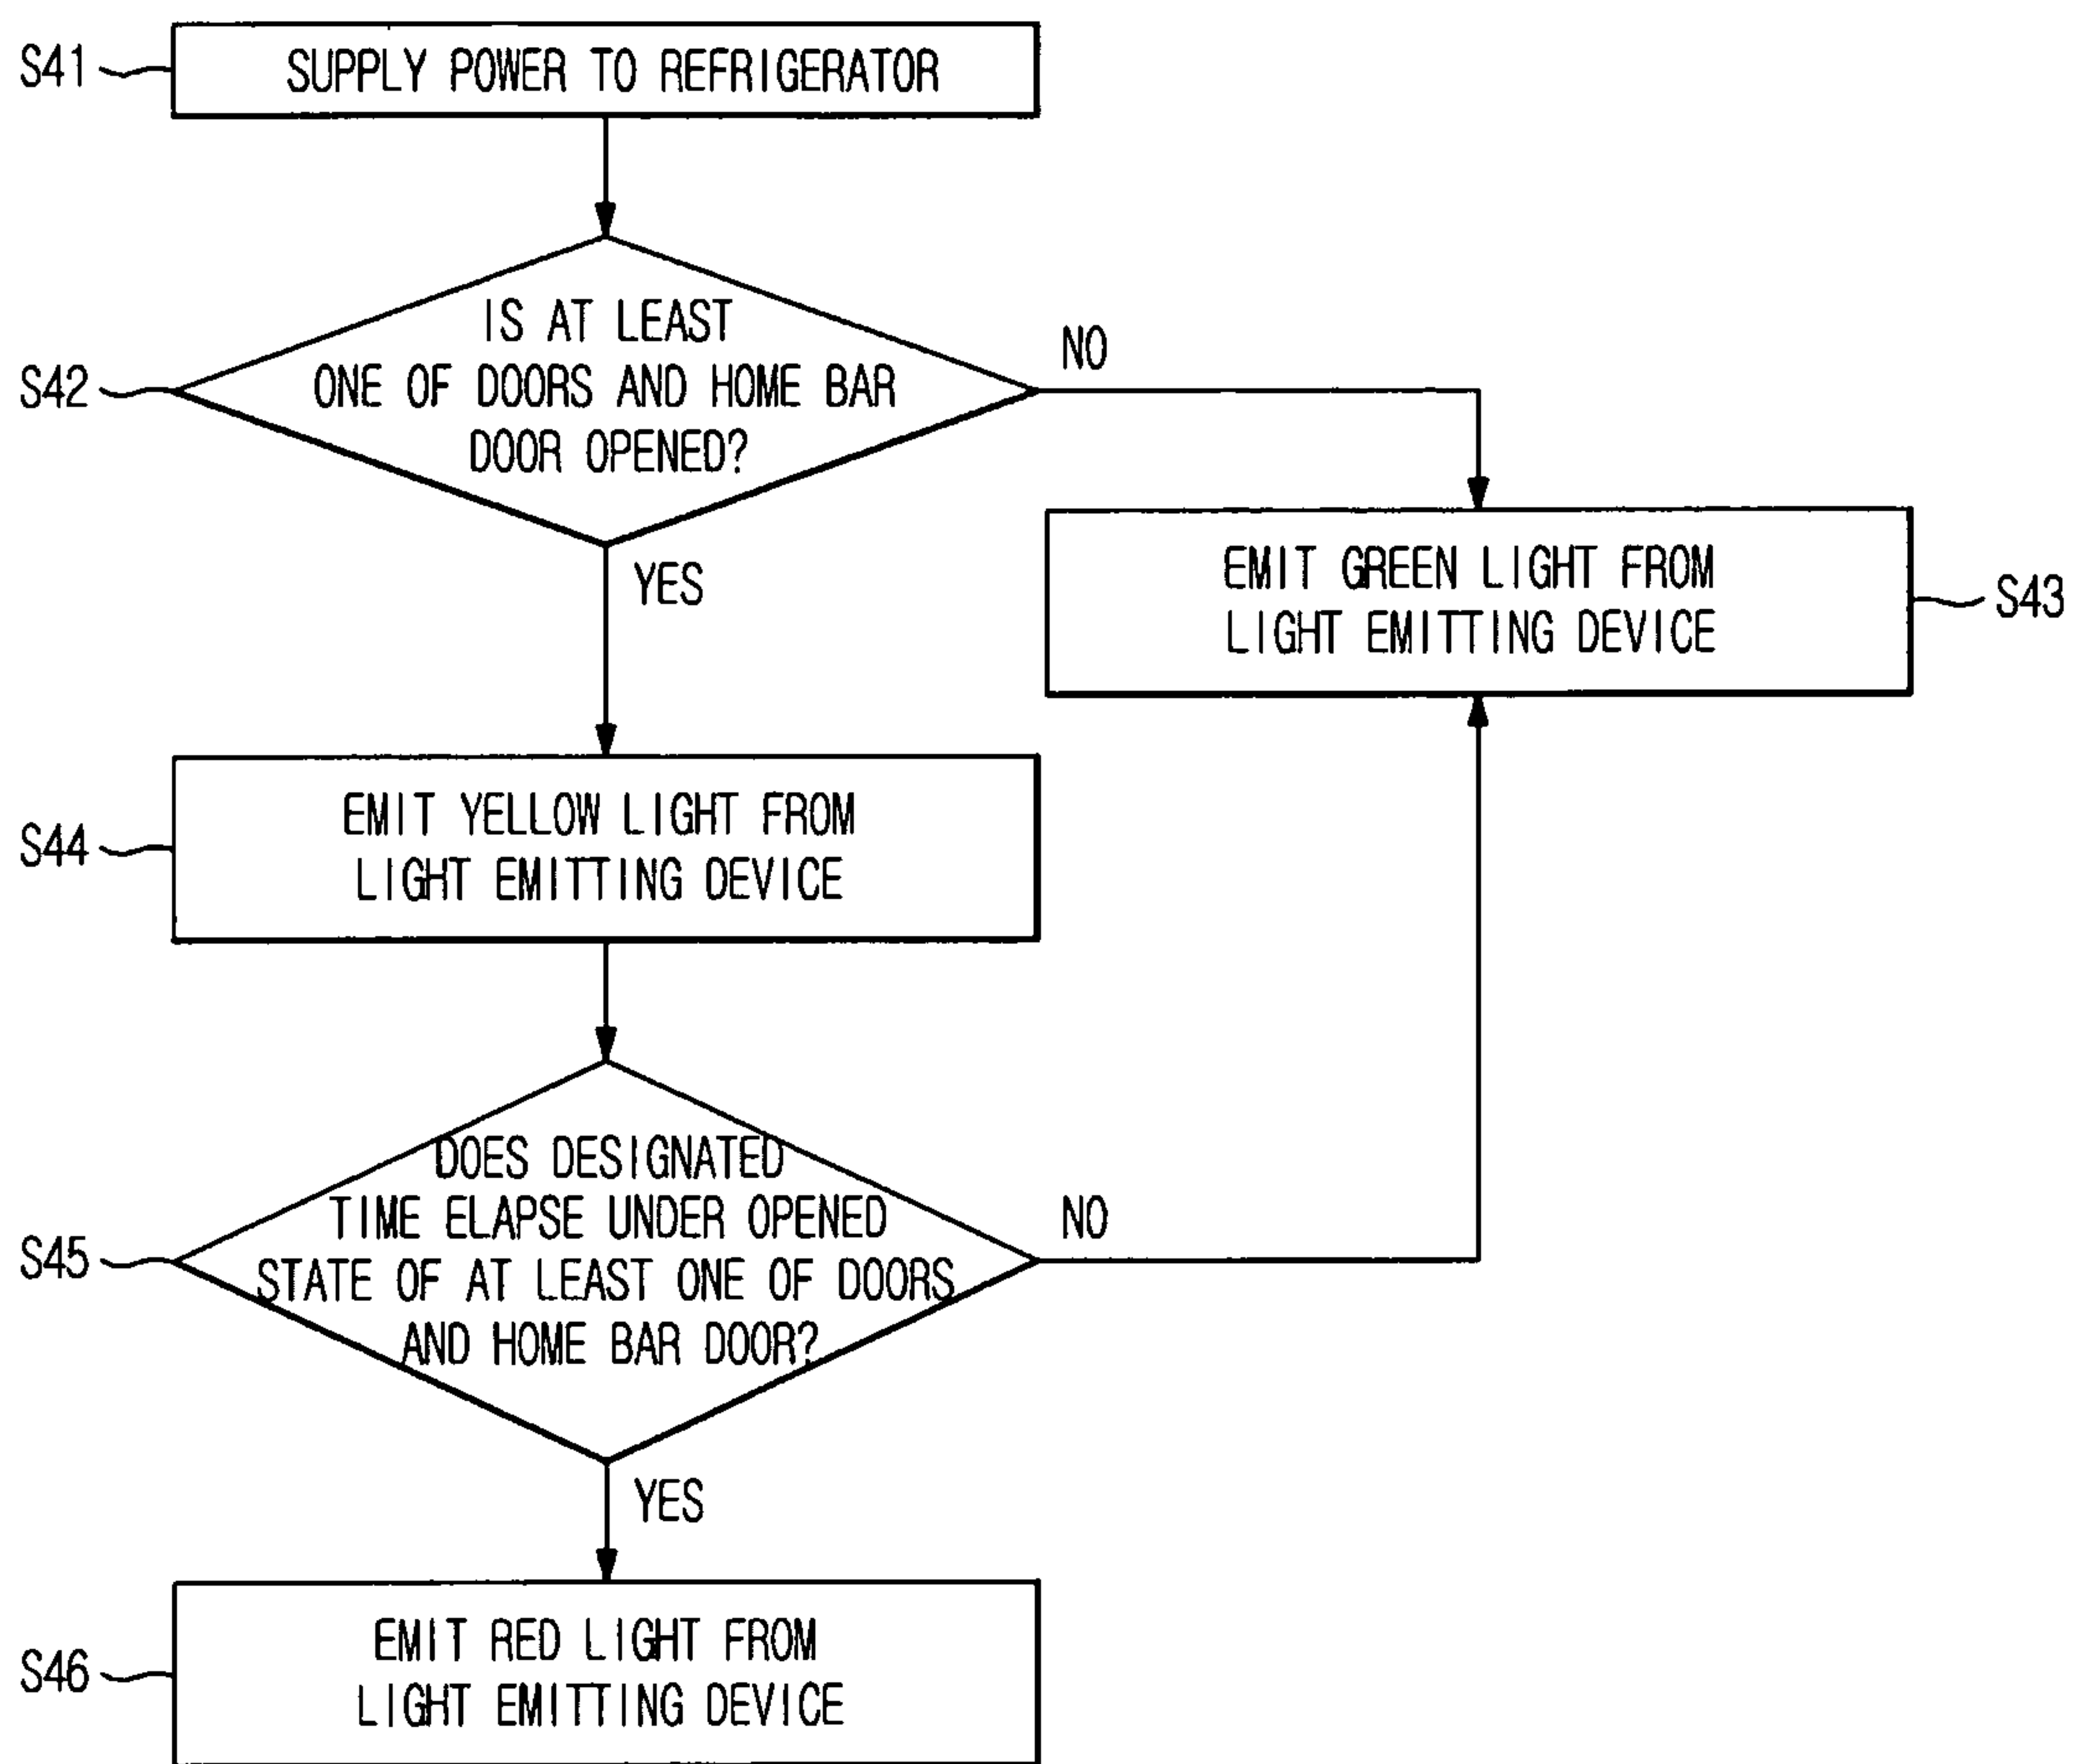 S41
SUPPLY POWER TO REFRIGERATOR
S42
IS AT LEAST
ONE OF DOORS AND HOME BAR
DOOR OPENED?
NO
YES
EMIT GREEN LIGHT FROM
LIGHT EMITTING DEVICE
S43
S44
EMIT YELLOW LIGHT FROM
LIGHT EMITTING DEVICE
S45
DOES DESIGNATED
TIME ELAPSE UNDER OPENED
STATE OF AT LEAST ONE OF DOORS
AND HOME BAR DOOR?
NO
YES
S46
EMIT RED LIGHT FROM
LIGHT EMITTING DEVICE